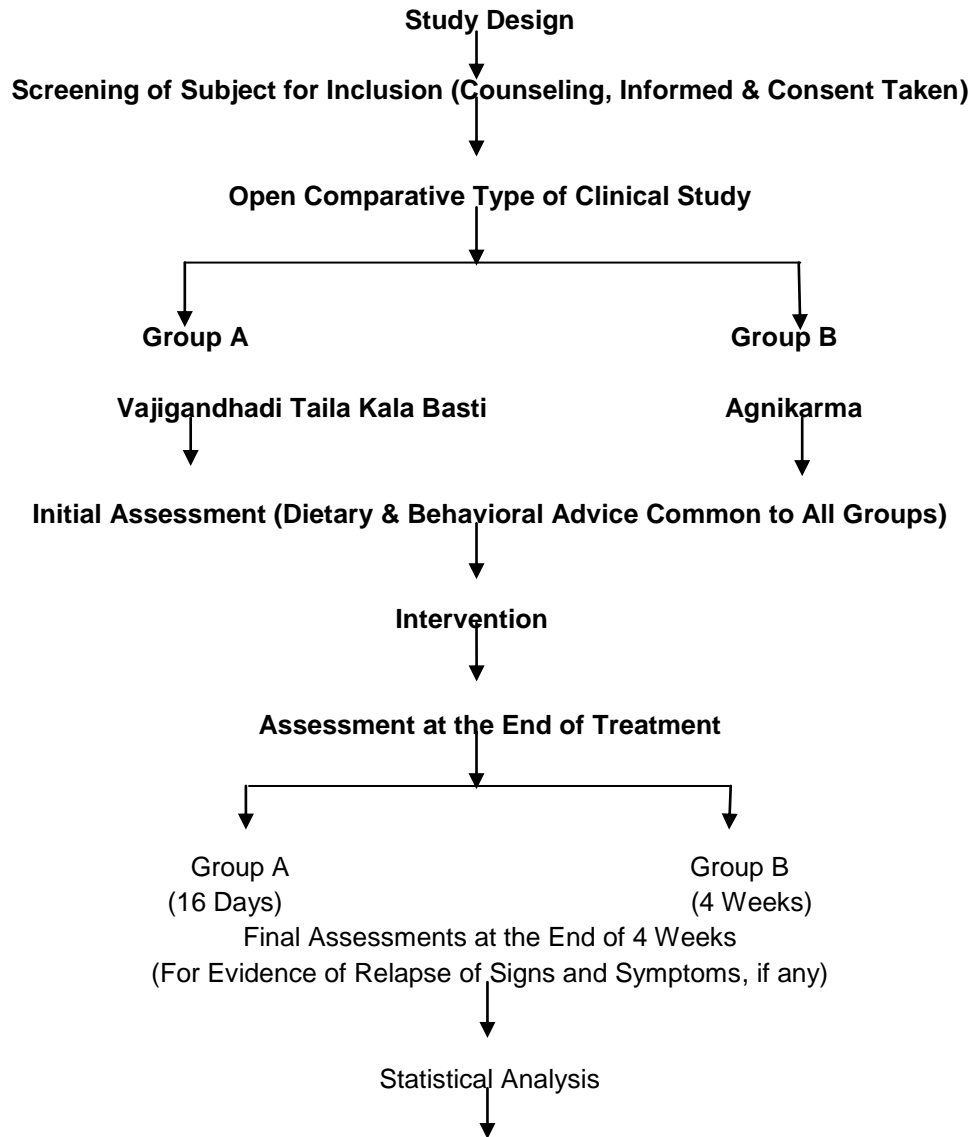 Study Design
Screening of Subject for Inclusion (Counseling, Informed & Consent Taken)
Open Comparative Type of Clinical Study
Group A
Group B
Vajigandhadi Taila Kala Basti
Agnikarma
Initial Assessment (Dietary & Behavioral Advice Common to All Groups)
Intervention
Assessment at the End of Treatment
Group A
Group B
(16 Days)
(4 Weeks)
Final Assessments at the End of 4 Weeks
(For Evidence of Relapse of Signs and Symptoms, if any)
Statistical Analysis